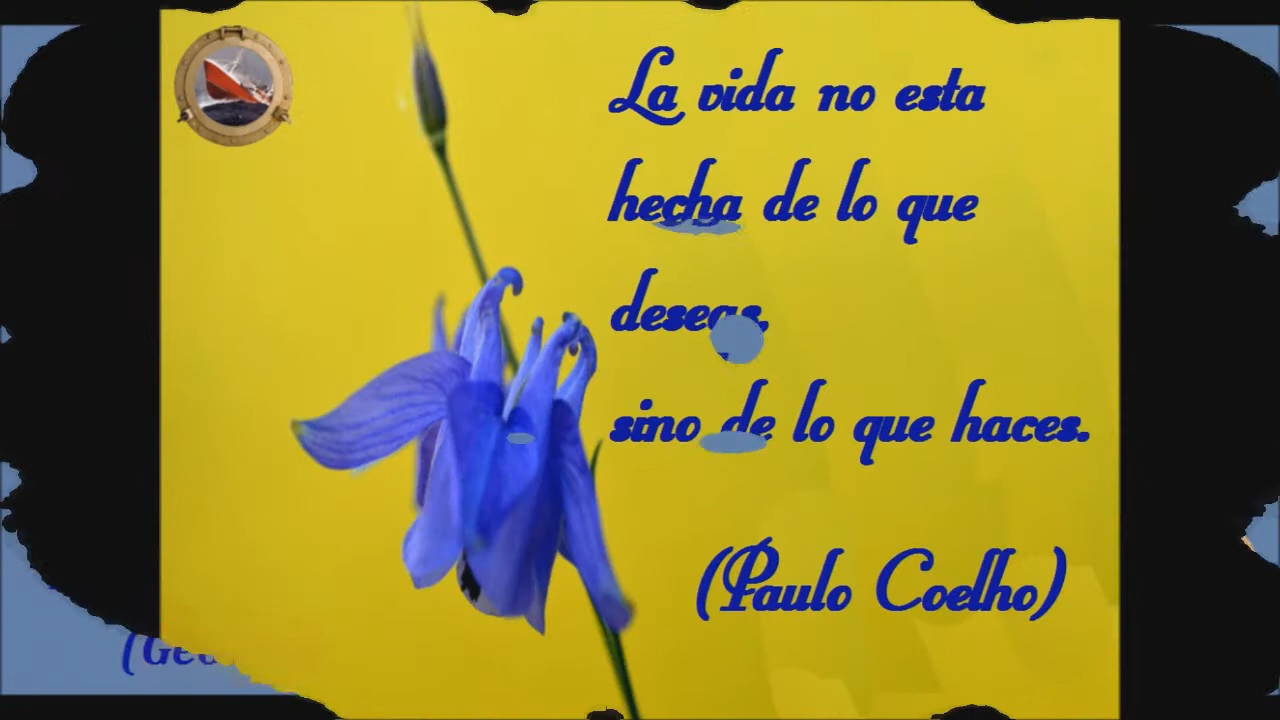 La vida no esta
hecha de lo que
deseas,
sino de lo que haces.
(Paulo Coelho)